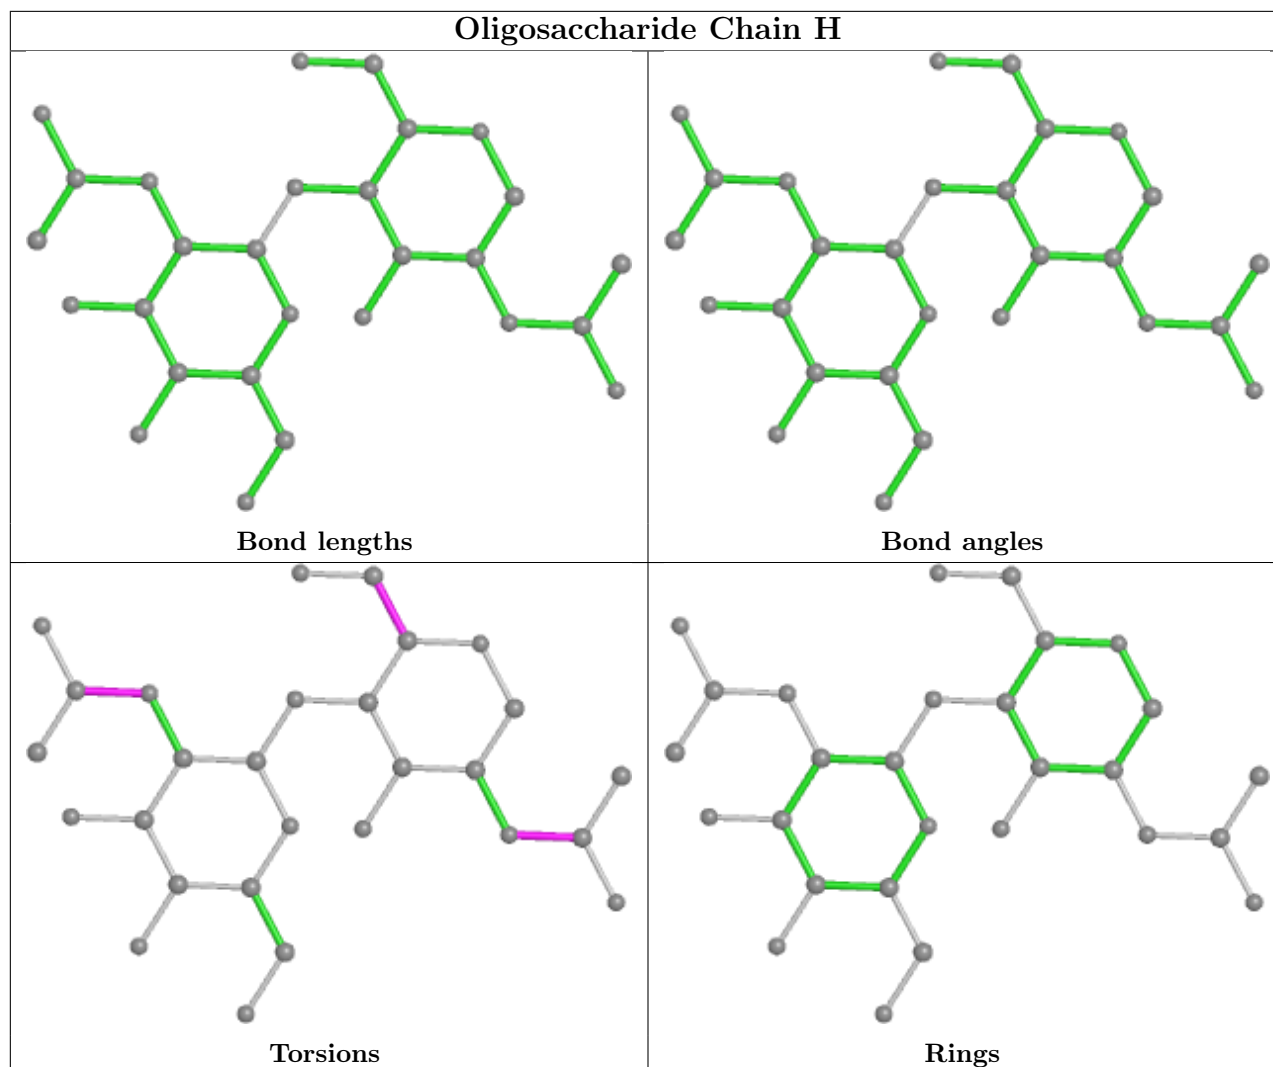 Oligosaccharide Chain H
Bond lengths
Bond angles
Torsions
Rings